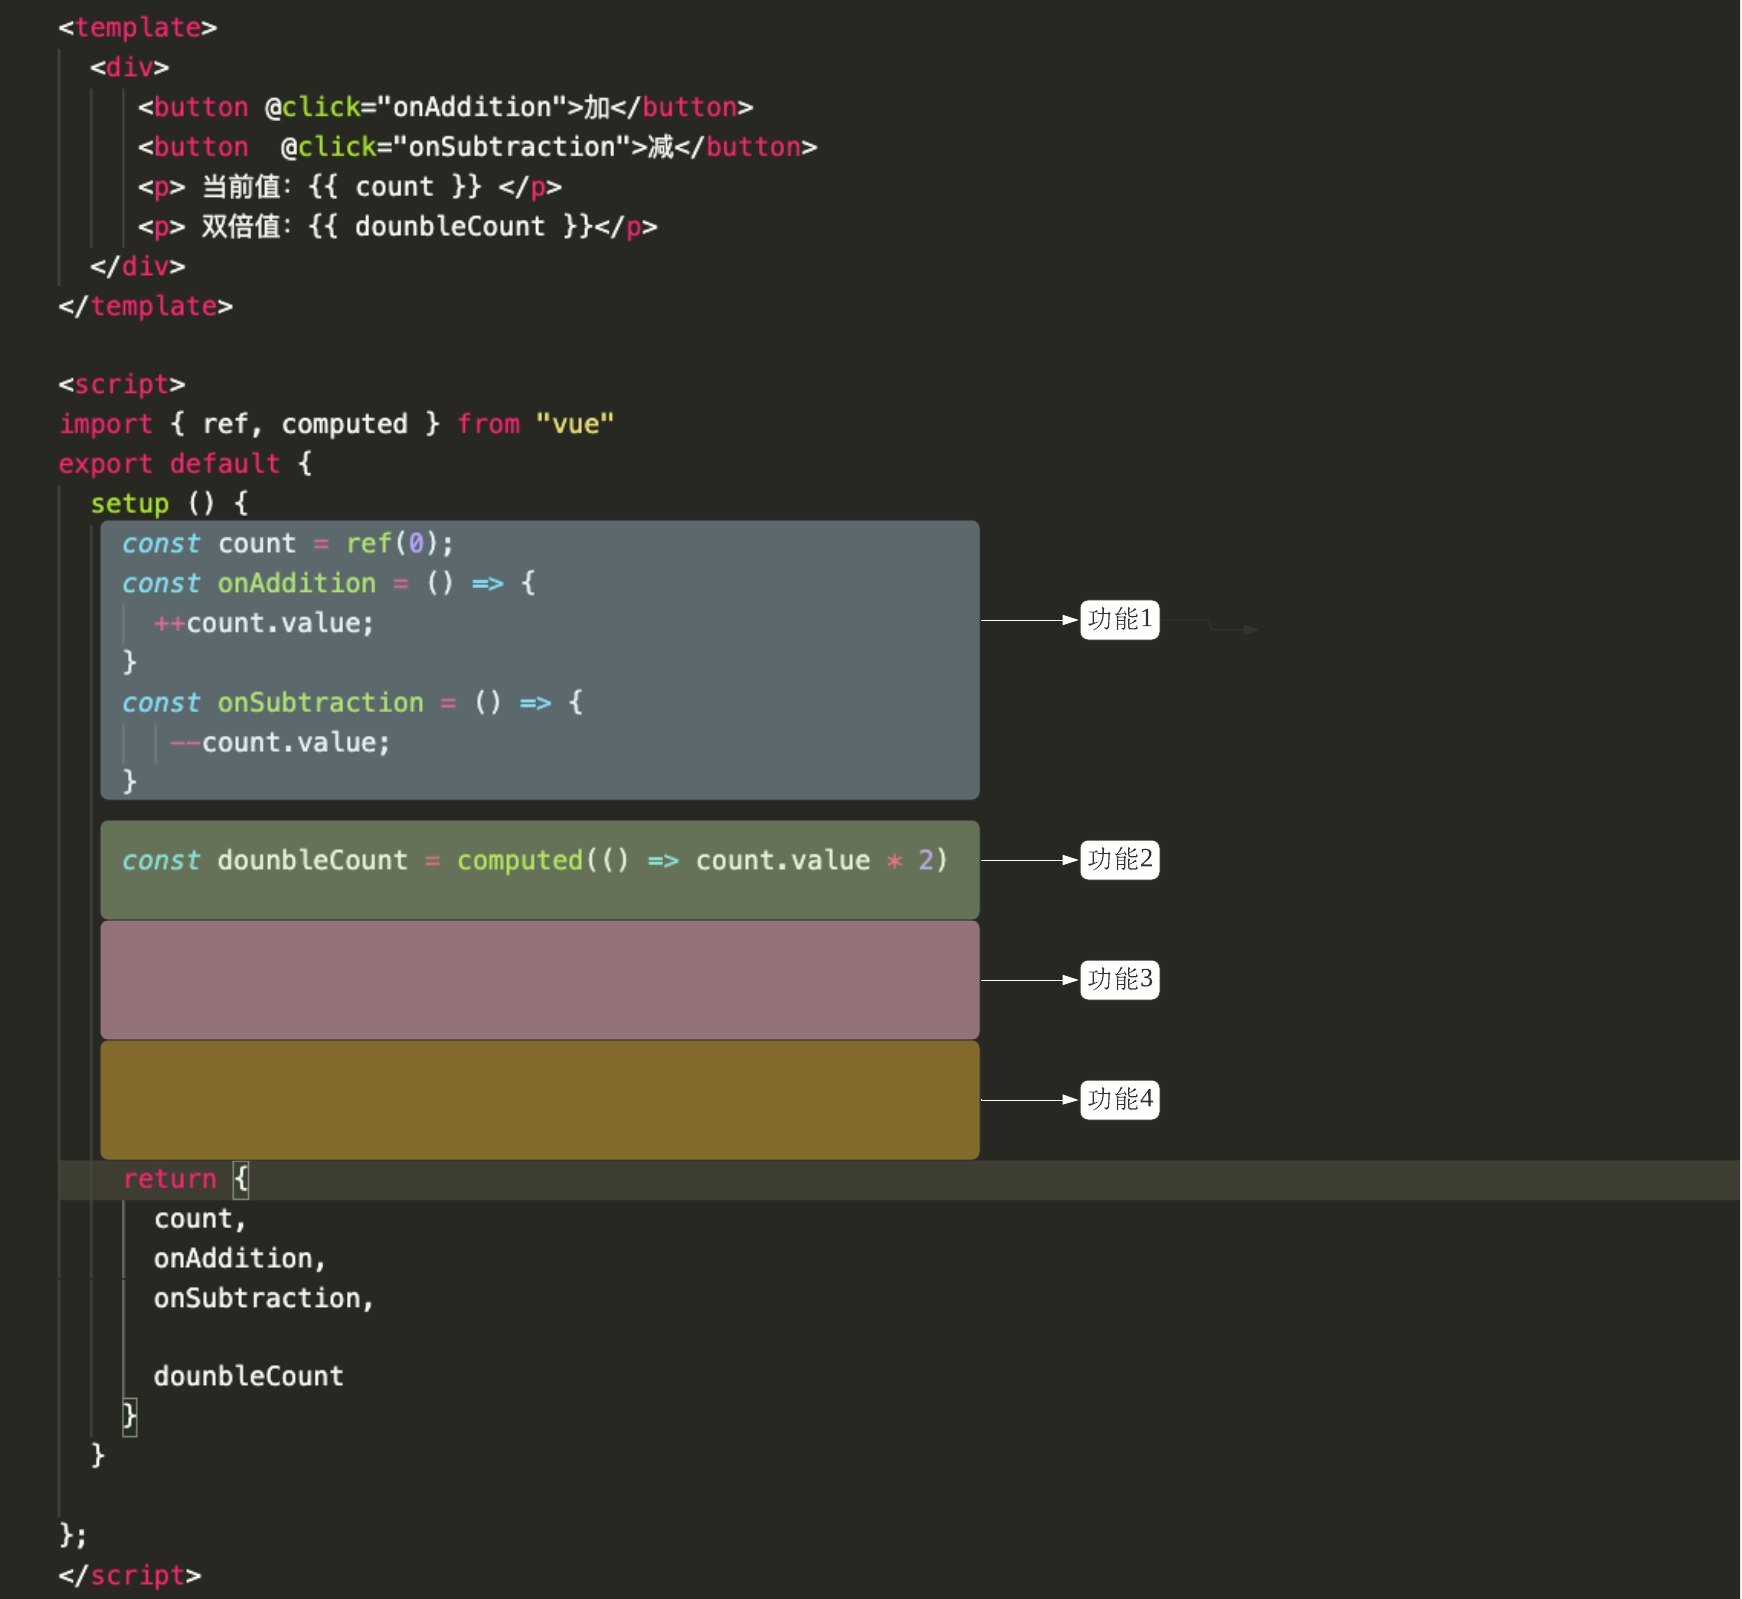 <template>
<div>
<button @click="onAddition">加</button>
<button  @click="onSubtraction">减</button>
<p> 当前值：{{ count }} </p>
<p> 双倍值：{{ dounbleCount }}</p>
</div>
</template>
<script>
import { ref, computed } from "vue"
export default {
setup () {
const count = ref(0);
const onAddition = () => {
++count.value;
功能1
}
const onSubtraction = () => {
--count.value;
}
const dounbleCount = computed(() => count.value * 2)
功能2
功能3
功能4
return {
count,
onAddition,
onSubtraction,
dounbleCount
}
}
};
</script>